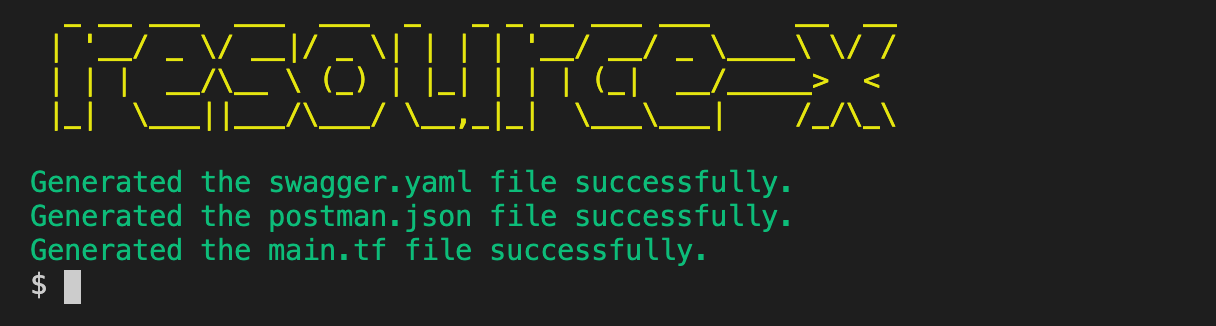 resource-x
Generated the swagger.yaml file successfully.
Generated the postman.json file successfully.
Generated the main.tf file successfully.
$